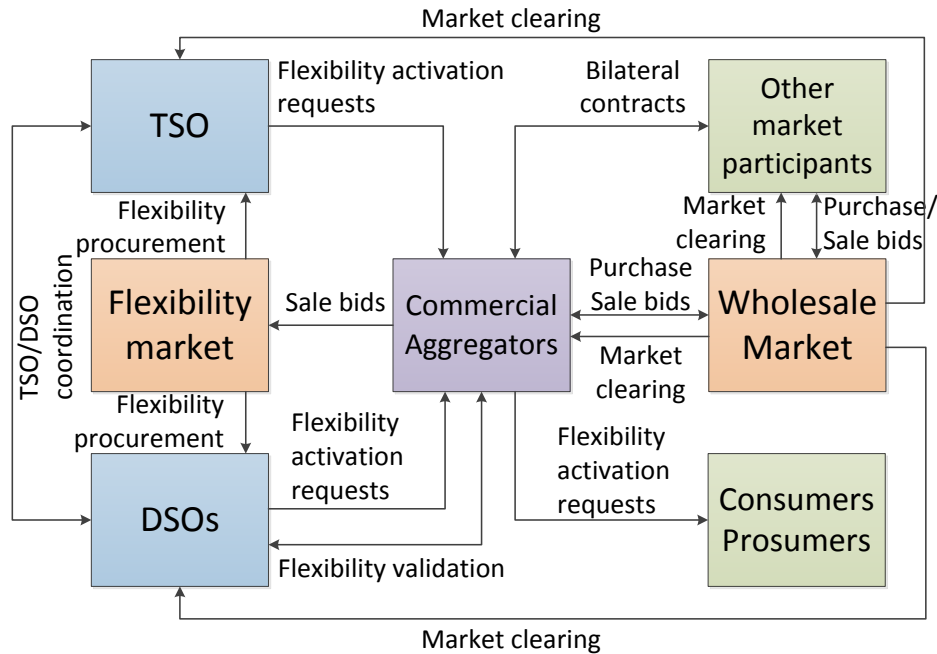 Market clearing
Flexibility activation
requests
Bilateral
contracts
TSO
Other
market
participants
Flexibility
procurement
Market
clearing
Purchase/
Sale bids
TSO/DSO
coordination
Flexibility
market
Sale bids
Commercial
Aggregators
Purchase
Sale bids
Market
clearing
Wholesale
Market
Flexibility
procurement
Flexibility
activation
requests
Flexibility
activation
requests
DSOs
Consumers
Prosumers
Flexibility validation
Market clearing